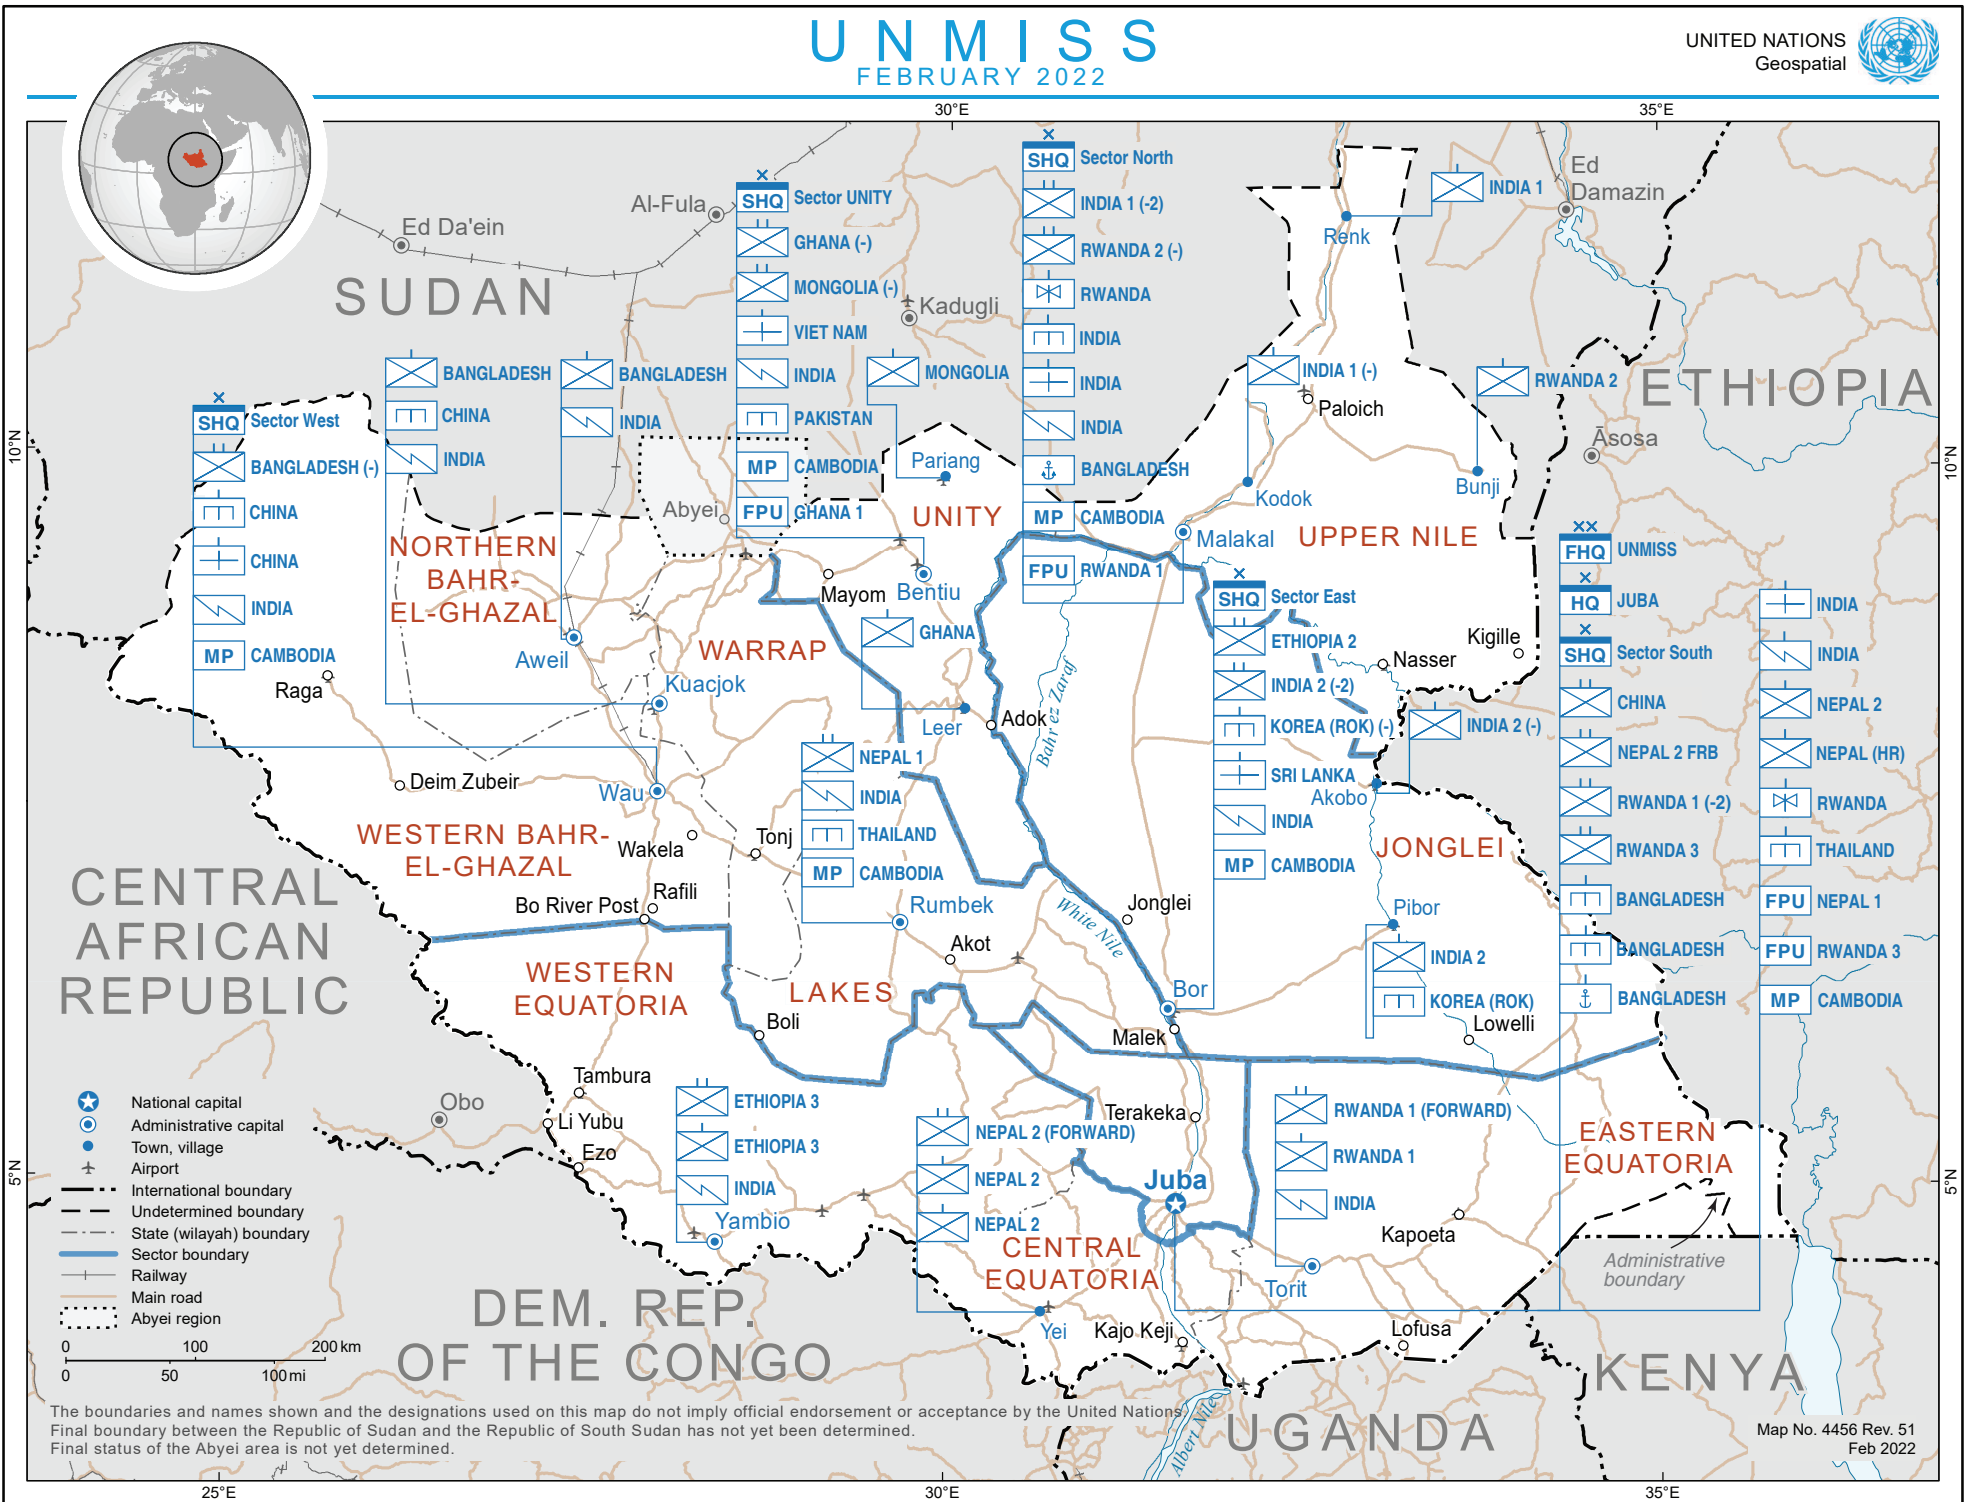 UNMISS
FEBRUARY 2022
UNITED NATIONS
Geospatial
30°E
35°E
10°N
5°N
10°N
5°N
25°E
30°E
35°E
SUDAN
ETHIOPIA
CENTRAL
AFRICAN
REPUBLIC
DEM. REP.
OF THE CONGO
UGANDA
KENYA
Ed Da'ein
Al-Fula
Kadugli
Ed
Damazin
Āsosa
Abyei
Obo
SHQ Sector West
BANGLADESH (-)
CHINA
CHINA
INDIA
MP CAMBODIA
BANGLADESH
CHINA
INDIA
BANGLADESH
INDIA
SHQ Sector UNITY
GHANA (-)
MONGOLIA (-)
VIET NAM
INDIA
PAKISTAN
MP CAMBODIA
FPU GHANA 1
MONGOLIA
GHANA
SHQ Sector North
INDIA 1 (-2)
RWANDA 2 (-)
RWANDA
INDIA
INDIA
INDIA
BANGLADESH
MP CAMBODIA
FPU RWANDA 1
INDIA 1
INDIA 1 (-)
RWANDA 2
SHQ Sector East
ETHIOPIA 2
INDIA 2 (-2)
KOREA (ROK) (-)
SRI LANKA
INDIA
MP CAMBODIA
INDIA 2 (-)
INDIA 2
KOREA (ROK)
FHQ UNMISS
HQ JUBA
SHQ Sector South
CHINA
NEPAL 2 FRB
RWANDA 1 (-2)
RWANDA 3
BANGLADESH
BANGLADESH
BANGLADESH
INDIA
INDIA
NEPAL 2
NEPAL (HR)
RWANDA
THAILAND
FPU NEPAL 1
FPU RWANDA 3
MP CAMBODIA
NEPAL 1
INDIA
THAILAND
MP CAMBODIA
ETHIOPIA 3
ETHIOPIA 3
INDIA
NEPAL 2 (FORWARD)
NEPAL 2
NEPAL 2
RWANDA 1 (FORWARD)
RWANDA 1
INDIA
NORTHERN
BAHR-
EL-GHAZAL
WARRAP
UNITY
UPPER NILE
WESTERN BAHR-
EL-GHAZAL
JONGLEI
WESTERN
EQUATORIA
LAKES
CENTRAL
EQUATORIA
EASTERN
EQUATORIA
Renk
Paloich
Pariang
Kodok
Bunji
Malakal
Mayom
Bentiu
Aweil
Kuacjok
Raga
Leer
Adok
Nasser
Kigille
Akobo
Deim Zubeir
Wau
Wakela
Tonj
Rafili
Bo River Post
Rumbek
Akot
Jonglei
Pibor
Bor
Malek
Lowelli
Boli
Tambura
Li Yubu
Ezo
Yambio
Terakeka
Juba
Kapoeta
Torit
Yei
Kajo Keji
Lofusa
Bahr ez Zaraf
White Nile
Albert Nile
Administrative
boundary
National capital
Administrative capital
Town, village
Airport
International boundary
Undetermined boundary
State (wilayah) boundary
Sector boundary
Railway
Main road
Abyei region
0 100 200 km
0 50 100 mi
The boundaries and names shown and the designations used on this map do not imply official endorsement or acceptance by the United Nations.
Final boundary between the Republic of Sudan and the Republic of South Sudan has not yet been determined.
Final status of the Abyei area is not yet determined.
Map No. 4456 Rev. 51
Feb 2022